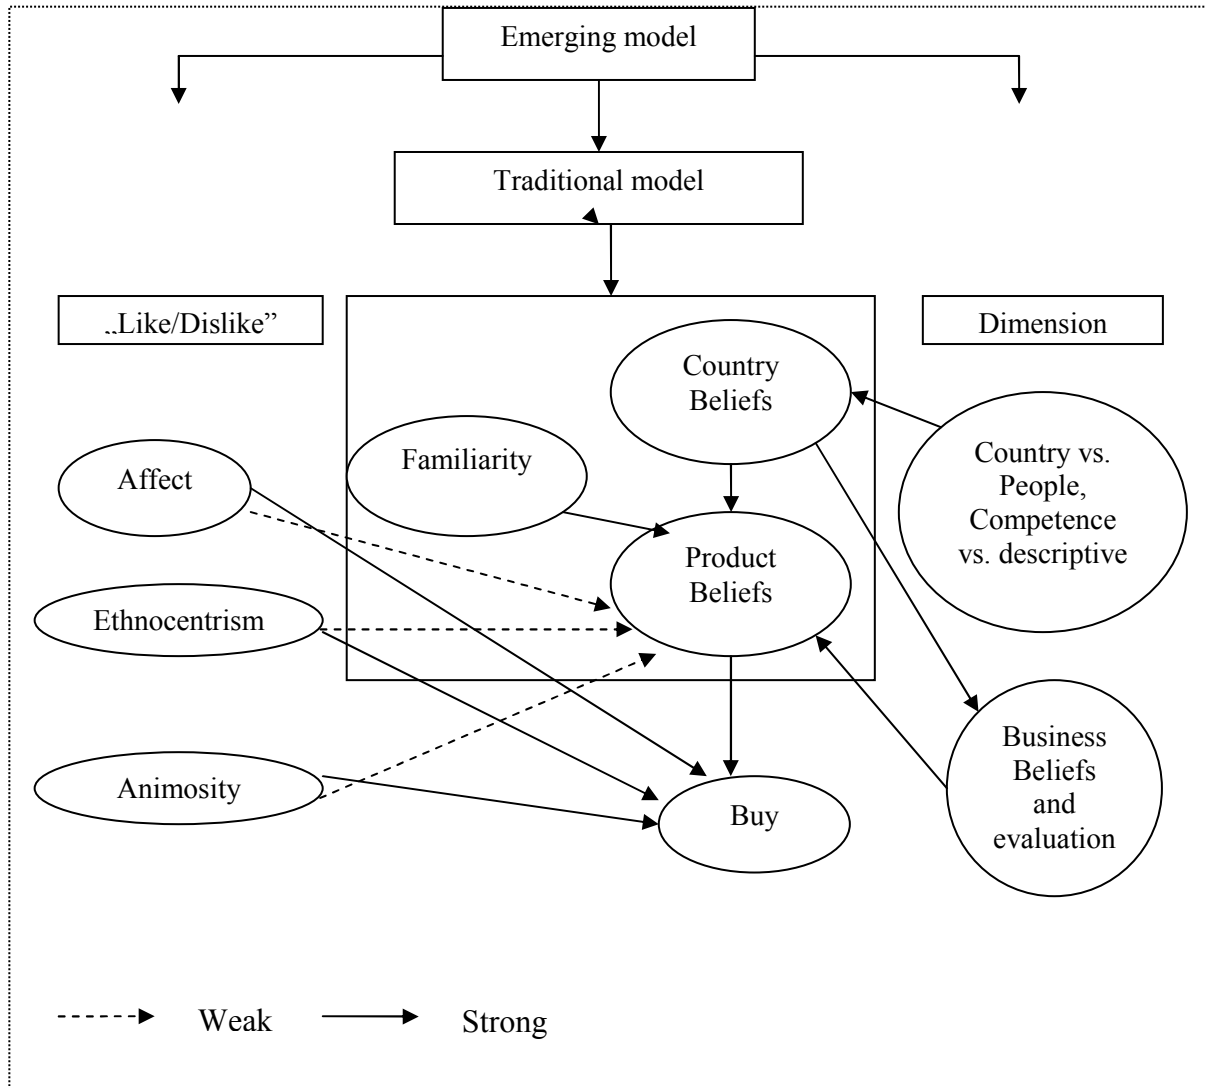 Emerging model
Traditional model
„Like/Dislike”
Dimension
Country
Beliefs
Familiarity
Affect
Country vs.
People,
Competence
vs. descriptive
Product
Beliefs
Ethnocentrism
Animosity
Buy
Business
Beliefs
and
evaluation
Weak
Strong